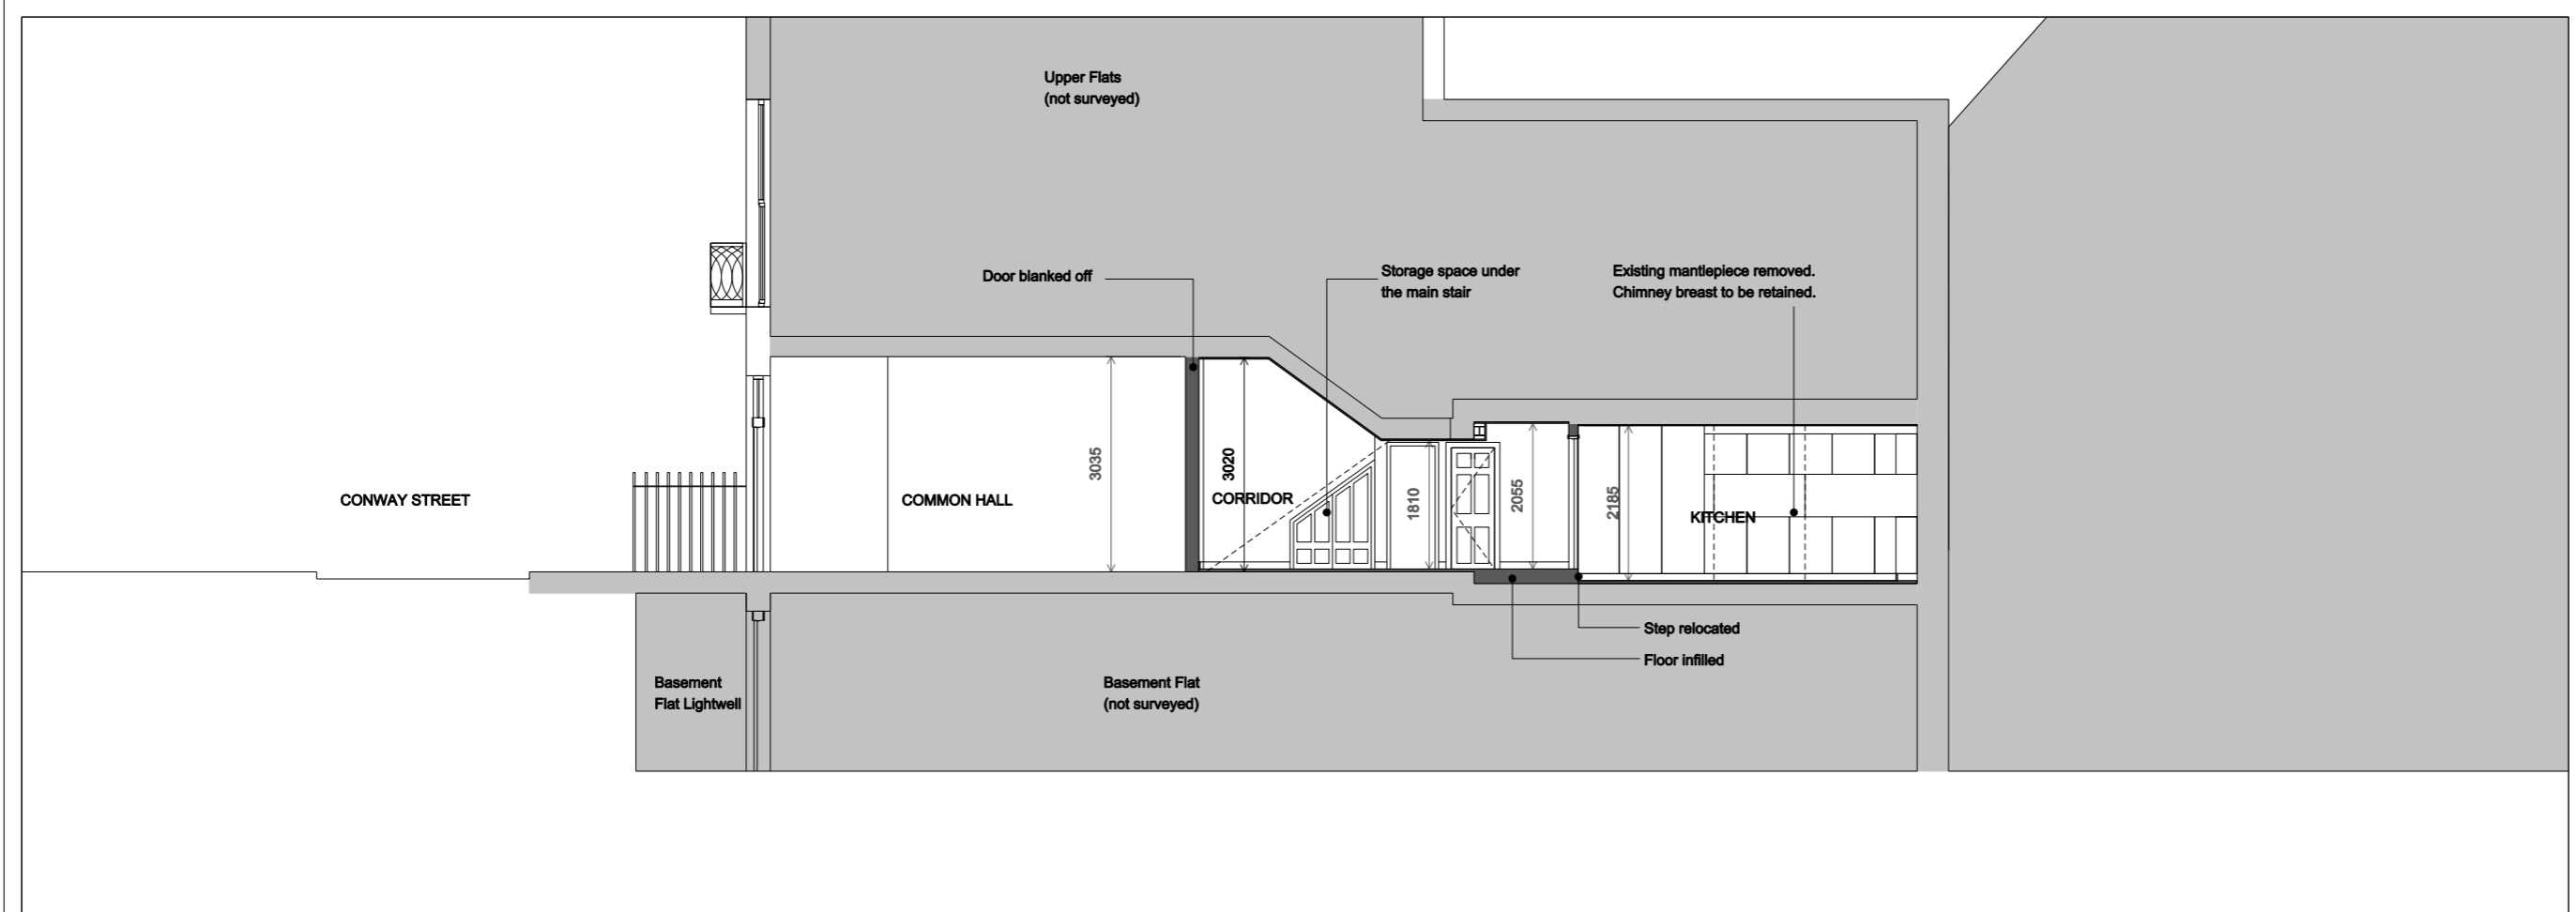 Upper Flats
(not surveyed)
Door blanked off
Storage space under
the main stair
Existing mantlepiece removed.
Chimney breast to be retained.
CONWAY STREET
COMMON HALL
3035
3020
CORRIDOR
1810
2055
2185
KITCHEN
Step relocated
Floor infilled
Basement
Flat Lightwell
Basement Flat
(not surveyed)